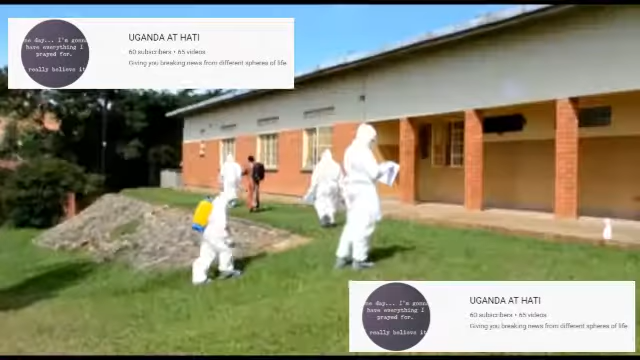 one day... I'm gonna
have everything I
prayed for.
really believe it
UGANDA AT HATI
60 subscribers • 65 videos
Giving you breaking news from different spheres of life
one day... I'm gonna
have everything I
prayed for.
really believe it
UGANDA AT HATI
60 subscribers • 65 videos
Giving you breaking news from different spheres of life